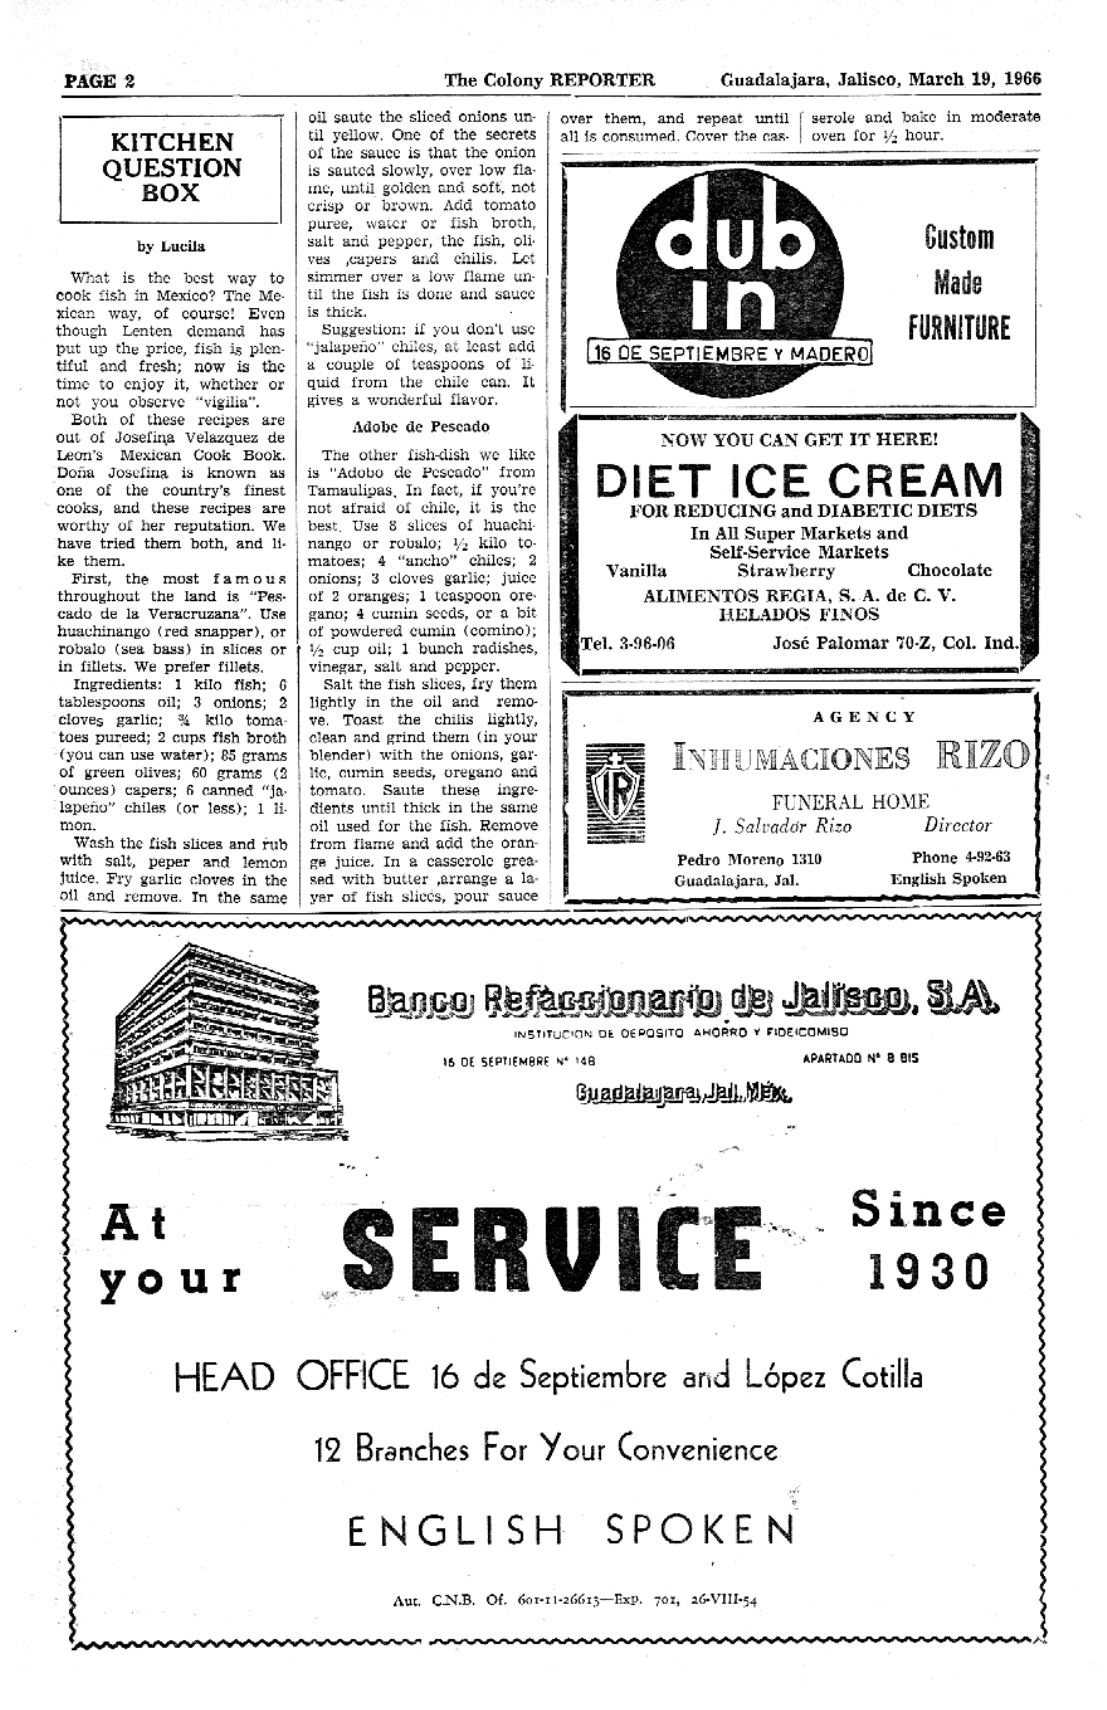 PAGE 2
The Colony REPORTER
Guadalajara, Jalisco, March 19, 1966
KITCHEN
QUESTION
BOX
by Lucila
What is the best way to
cook fish in Mexico? The Me-
xican way, of course! Even
though Lenten demand has
put up the price, fish is plen-
tiful and fresh; now is the
time to enjoy it, whether or
not you observe "vigilia".
Both of these recipes are
out of Josefina Velazquez de
Leon's Mexican Cook Book.
Doña Josefina is known as
one of the country's finest
cooks, and these recipes are
worthy of her reputation. We
have tried them both, and li-
ke them.
First, the most famous
throughout the land is "Pes-
cado de la Veracruzana". Use
huachinango (red snapper), or
robalo (sea bass) in slices or
in fillets. We prefer fillets.
Ingredients: 1 kilo fish; 6
tablespoons oil; 3 onions; 2
cloves garlic; ¾ kilo toma-
toes pureed; 2 cups fish broth
(you can use water); 85 grams
of green olives; 60 grams (2
ounces) capers; 6 canned "ja-
lapeño" chiles (or less); 1 li-
mon.
Wash the fish slices and rub
with salt, peper and lemon
juice. Fry garlic cloves in the
oil and remove. In the same
oil saute the sliced onions un-
til yellow. One of the secrets
of the sauce is that the onion
is sauted slowly, over low fla-
me, until golden and soft, not
crisp or brown. Add tomato
puree, water or fish broth,
salt and pepper, the fish, oli-
ves ,capers and chilis. Let
simmer over a low flame un-
til the fish is done and sauce
is thick.
Suggestion: if you don't use
"jalapeño" chiles, at least add
a couple of teaspoons of li-
quid from the chile can. It
gives a wonderful flavor.
Adobe de Pescado
The other fish-dish we like
is "Adobo de Pescado" from
Tamaulipas. In fact, if you're
not afraid of chile, it is the
best. Use 8 slices of huachi-
nango or robalo; ½ kilo to-
matoes; 4 "ancho" chiles; 2
onions; 3 cloves garlic; juice
of 2 oranges; 1 teaspoon ore-
gano; 4 cumin seeds, or a bit
of powdered cumin (comino);
½ cup oil; 1 bunch radishes,
vinegar, salt and pepper.
Salt the fish slices, fry them
lightly in the oil and remo-
ve. Toast the chilis lightly,
clean and grind them (in your
blender) with the onions, gar-
lic, cumin seeds, oregano and
tomato. Saute these ingre-
dients until thick in the same
oil used for the fish. Remove
from flame and add the oran-
ge juice. In a casserole grea-
sed with butter ,arrange a la-
yer of fish slices, pour sauce
over them, and repeat until
all is consumed. Cover the cas-
serole and bake in moderate
oven for ½ hour.
dub
in
16 DE SEPTIEMBRE Y MADERO
Custom
Made
FURNITURE
NOW YOU CAN GET IT HERE!
DIET ICE CREAM
FOR REDUCING and DIABETIC DIETS
In All Super Markets and
Self-Service Markets
Vanilla Strawberry Chocolate
ALIMENTOS REGIA, S. A. de C. V.
HELADOS FINOS
Tel. 3-96-06 José Palomar 70-Z, Col. Ind.
AGENCY
INHUMACIONES RIZO
IR
FUNERAL HOME
J. Salvador Rizo Director
Pedro Moreno 1310 Phone 4-92-63
Guadalajara, Jal. English Spoken
Banco Refaccionario de Jalisco, S.A.
INSTITUCION DE DEPOSITO AHORRO Y FIDEICOMISO
16 DE SEPTIEMBRE Nº 148 APARTADO Nº 8 BIS
Guadalajara, Jal. Méx.
At
your
SERVICE
Since
1930
HEAD OFFICE 16 de Septiembre and López Cotilla
12 Branches For Your Convenience
ENGLISH SPOKEN
Aut. C.N.B. Of. 601-11-26613—Exp. 701, 26-VIII-54